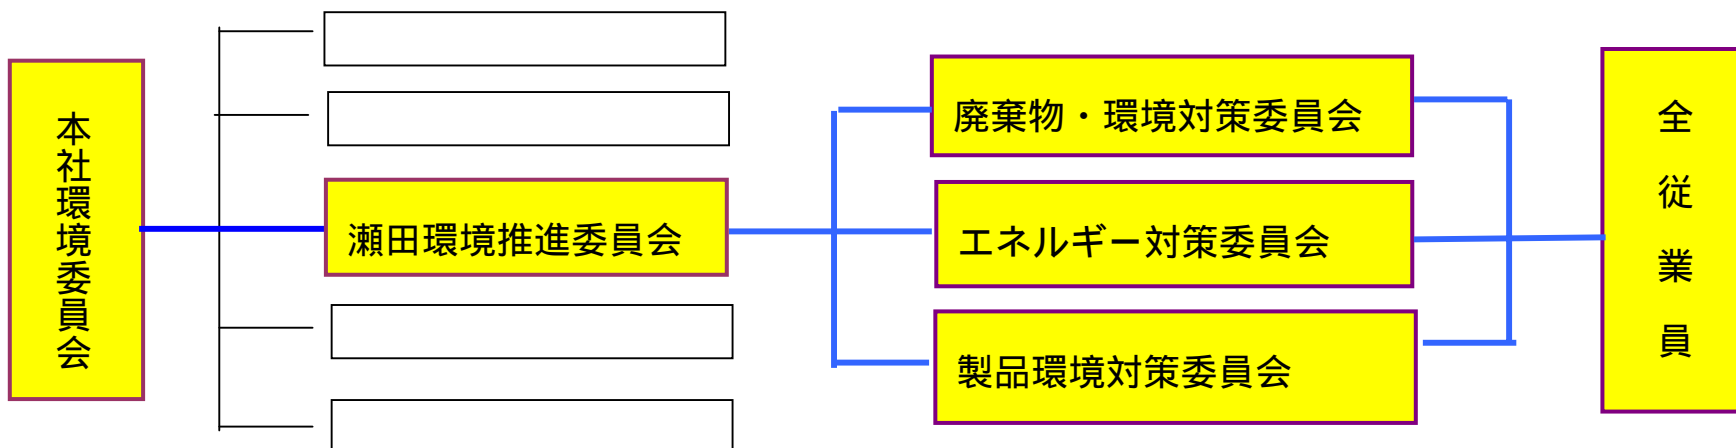 本社環境委員会
瀬田環境推進委員会
廃棄物・環境対策委員会
エネルギー対策委員会
製品環境対策委員会
全従業員